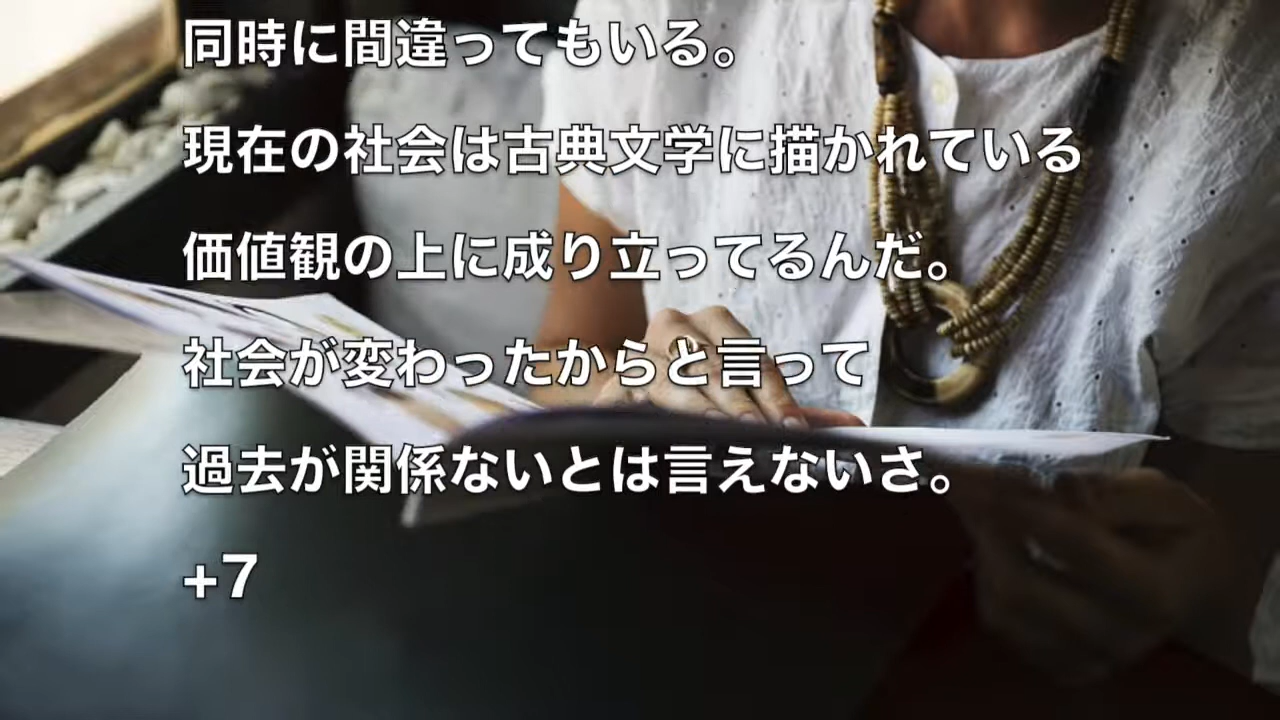 同時に間違ってもいる。
現在の社会は古典文学に描かれている
価値観の上に成り立ってるんだ。
社会が変わったからと言って
過去が関係ないとは言えないさ。
+7